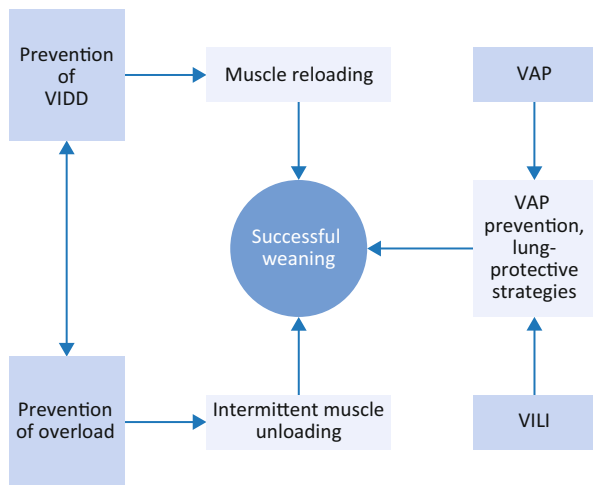 Prevention
of
VIDD
Muscle reloading
VAP
Successful
weaning
VAP
prevention,
lung-
protective
strategies
Prevention
of overload
Intermittent muscle
unloading
VILI